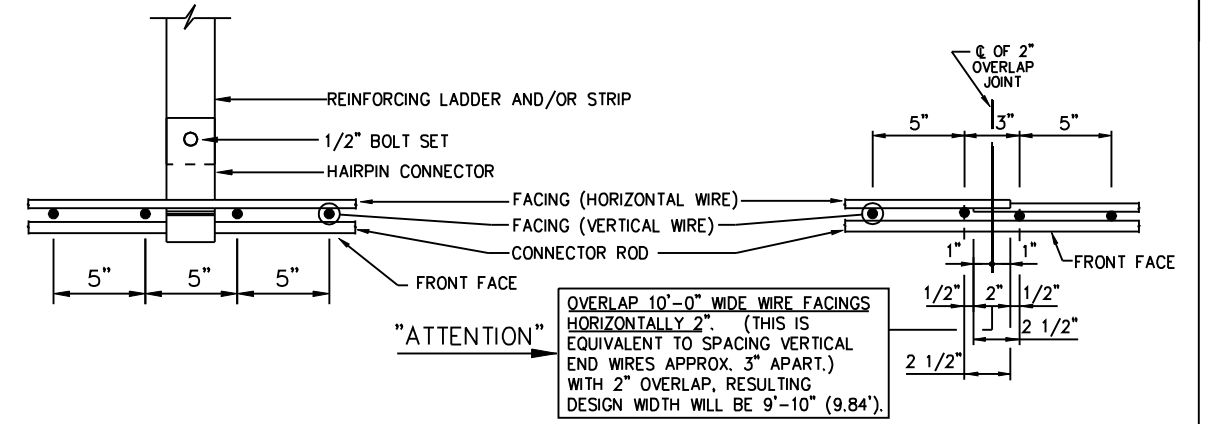 REINFORCING LADDER AND/OR STRIP
1/2" BOLT SET
HAIRPIN CONNECTOR
FACING (HORIZONTAL WIRE)
FACING (VERTICAL WIRE)
CONNECTOR ROD
FRONT FACE
5" 5" 5"
℄ OF 2"
OVERLAP
JOINT
5" 3" 5"
1" 1"
FRONT FACE
1/2" 2" 1/2"
2 1/2"
2 1/2"
"ATTENTION"
OVERLAP 10'-0" WIDE WIRE FACINGS
HORIZONTALLY 2". (THIS IS
EQUIVALENT TO SPACING VERTICAL
END WIRES APPROX. 3" APART.)
WITH 2" OVERLAP, RESULTING
DESIGN WIDTH WILL BE 9'-10" (9.84').